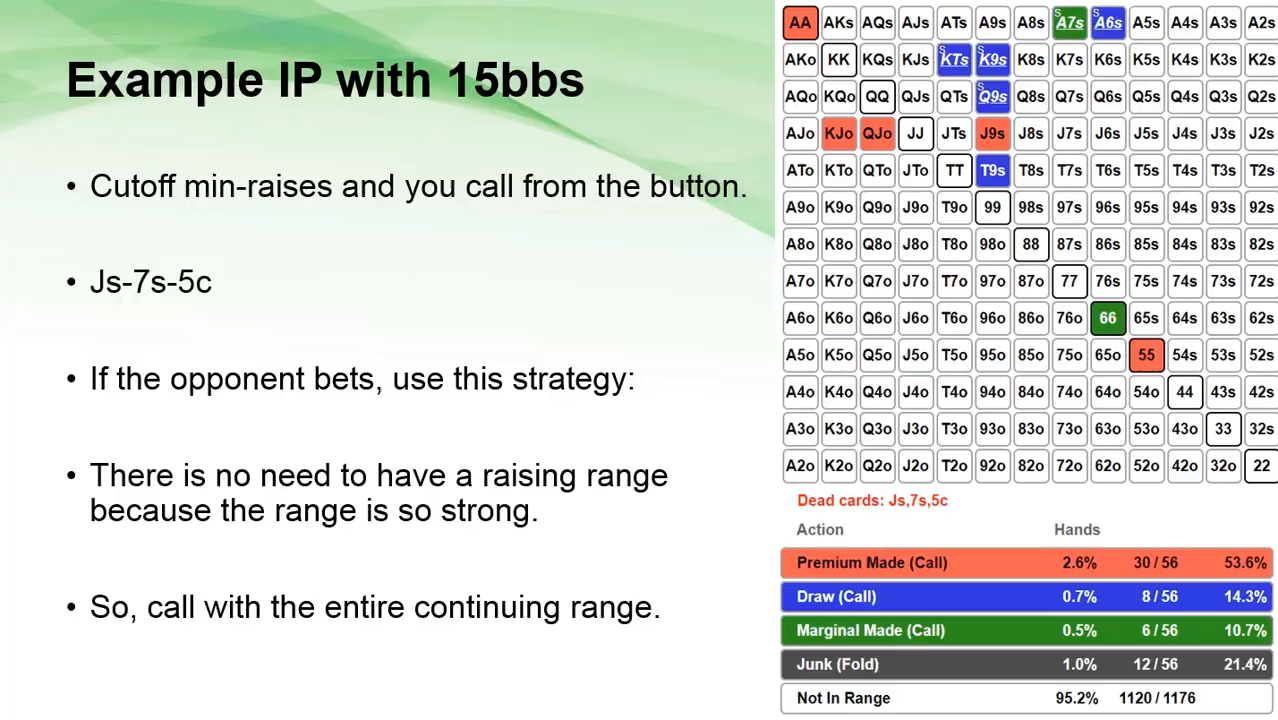 Example IP with 15bbs
• Cutoff min-raises and you call from the button.
• Js-7s-5c
• If the opponent bets, use this strategy:
• There is no need to have a raising range
because the range is so strong.
• So, call with the entire continuing range.
AA AKs AQs AJs ATs A9s A8s S A7s S A6s A5s A4s A3s A2s
AKo KK KQs KJs S KTs S K9s K8s K7s K6s K5s K4s K3s K2s
AQo KQo QQ QJs QTs S Q9s Q8s Q7s Q6s Q5s Q4s Q3s Q2s
AJo KJo QJo JJ JTs J9s J8s J7s J6s J5s J4s J3s J2s
ATo KTo QTo JTo TT T9s T8s T7s T6s T5s T4s T3s T2s
A9o K9o Q9o J9o T9o 99 98s 97s 96s 95s 94s 93s 92s
A8o K8o Q8o J8o T8o 98o 88 87s 86s 85s 84s 83s 82s
A7o K7o Q7o J7o T7o 97o 87o 77 76s 75s 74s 73s 72s
A6o K6o Q6o J6o T6o 96o 86o 76o 66 65s 64s 63s 62s
A5o K5o Q5o J5o T5o 95o 85o 75o 65o 55 54s 53s 52s
A4o K4o Q4o J4o T4o 94o 84o 74o 64o 54o 44 43s 42s
A3o K3o Q3o J3o T3o 93o 83o 73o 63o 53o 43o 33 32s
A2o K2o Q2o J2o T2o 92o 82o 72o 62o 52o 42o 32o 22
Dead cards: Js,7s,5c
Action Hands
Premium Made (Call) 2.6% 30 / 56 53.6%
Draw (Call) 0.7% 8 / 56 14.3%
Marginal Made (Call) 0.5% 6 / 56 10.7%
Junk (Fold) 1.0% 12 / 56 21.4%
Not In Range 95.2% 1120 / 1176